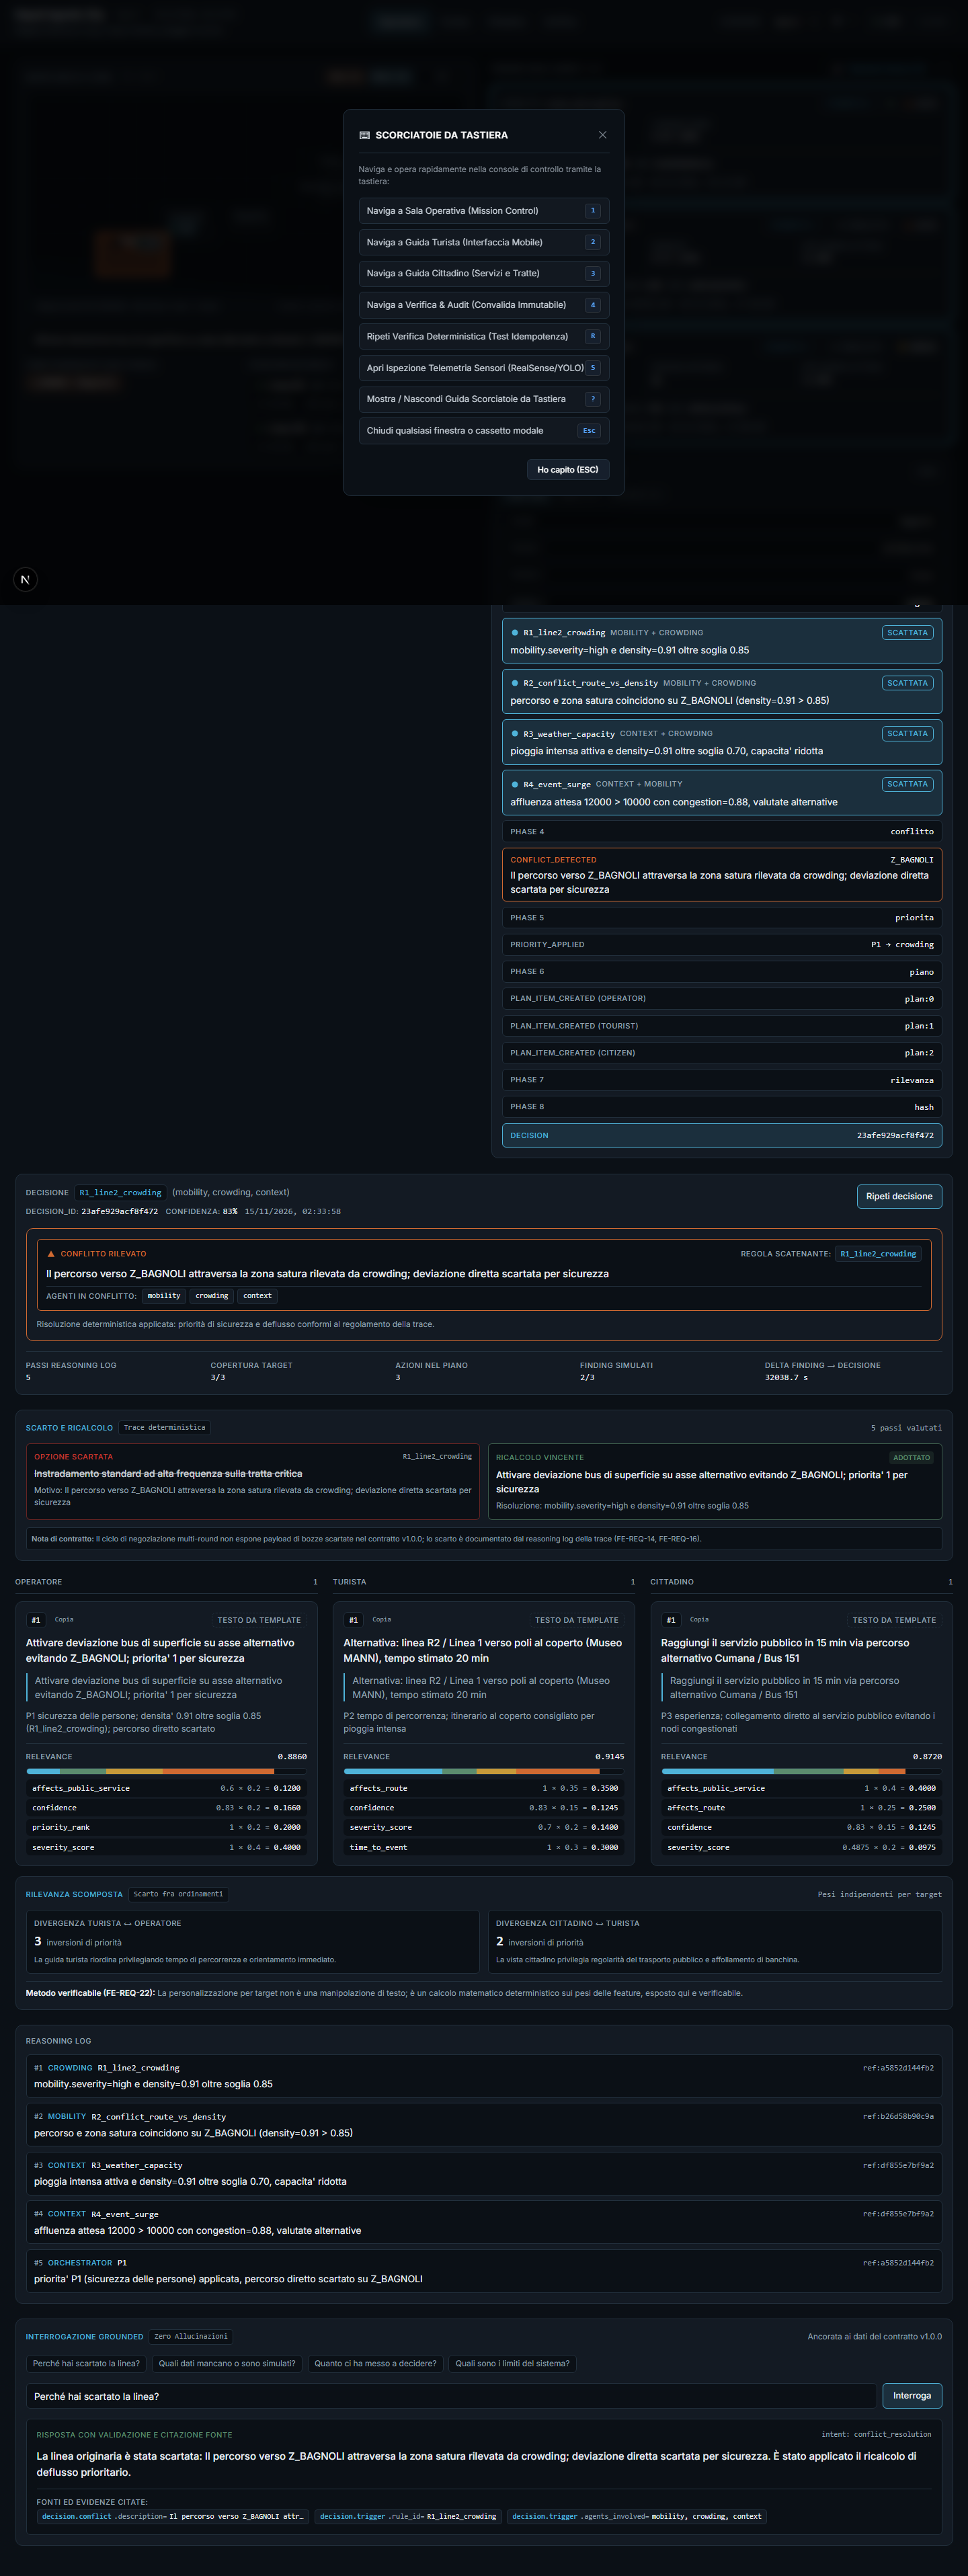 SCORCIATOIE DA TASTIERA
Naviga e opera rapidamente nella console di controllo tramite la
tastiera:
Naviga a Sala Operativa (Mission Control) 1
Naviga a Guida Turista (Interfaccia Mobile) 2
Naviga a Guida Cittadino (Servizi e Tratte) 3
Naviga a Verifica & Audit (Convalida Immutabile) 4
Ripeti Verifica Deterministica (Test Idempotenza) R
Apri Ispezione Telemetria Sensori (RealSense/YOLO) S
Mostra / Nascondi Guida Scorciatoie da Tastiera ?
Chiudi qualsiasi finestra o cassetto modale Esc
Ho capito (ESC)
N
R1_line2_crowding MOBILITY + CROWDING SCATTATA
mobility.severity=high e density=0.91 oltre soglia 0.85
R2_conflict_route_vs_density MOBILITY + CROWDING SCATTATA
percorso e zona satura coincidono su Z_BAGNOLI (density=0.91 > 0.85)
R3_weather_capacity CONTEXT + CROWDING SCATTATA
pioggia intensa attiva e density=0.91 oltre soglia 0.70, capacita' ridotta
R4_event_surge CONTEXT + MOBILITY SCATTATA
affluenza attesa 12000 > 10000 con congestion=0.88, valutate alternative
PHASE 4 conflitto
CONFLICT_DETECTED Z_BAGNOLI
Il percorso verso Z_BAGNOLI attraversa la zona satura rilevata da crowding; deviazione diretta
scartata per sicurezza
PHASE 5 priorita
PRIORITY_APPLIED P1 → crowding
PHASE 6 piano
PLAN_ITEM_CREATED (OPERATOR) plan:0
PLAN_ITEM_CREATED (TOURIST) plan:1
PLAN_ITEM_CREATED (CITIZEN) plan:2
PHASE 7 rilevanza
PHASE 8 hash
DECISION 23afe929acf8f472
DECISIONE R1_line2_crowding (mobility, crowding, context) Ripeti decisione
DECISION_ID: 23afe929acf8f472 CONFIDENZA: 83% 15/11/2026, 02:33:58
CONFLITTO RILEVATO REGOLA SCATENANTE: R1_line2_crowding
Il percorso verso Z_BAGNOLI attraversa la zona satura rilevata da crowding; deviazione diretta scartata per sicurezza
AGENTI IN CONFLITTO: mobility crowding context
Risoluzione deterministica applicata: priorità di sicurezza e deflusso conformi al regolamento della trace.
PASSI REASONING LOG COPERTURA TARGET AZIONI NEL PIANO FINDING SIMULATI DELTA FINDING → DECISIONE
5 3/3 3 2/3 32038.7 s
SCARTO E RICALCOLO Trace deterministica 5 passi valutati
OPZIONE SCARTATA R1_line2_crowding
Instradamento standard ad alta frequenza sulla tratta critica
Motivo: Il percorso verso Z_BAGNOLI attraversa la zona satura rilevata da crowding; deviazione diretta scartata per
sicurezza
RICALCOLO VINCENTE ADOTTATO
Attivare deviazione bus di superficie su asse alternativo evitando Z_BAGNOLI; priorita' 1 per
sicurezza
Risoluzione: mobility.severity=high e density=0.91 oltre soglia 0.85
Nota di contratto: Il ciclo di negoziazione multi-round non espone payload di bozze scartate nel contratto v1.0.0; lo scarto è documentato dal reasoning log della trace (FE-REQ-14, FE-REQ-16).
OPERATORE 1
#1 Copia TESTO DA TEMPLATE
Attivare deviazione bus di superficie su asse alternativo
evitando Z_BAGNOLI; priorita' 1 per sicurezza
Attivare deviazione bus di superficie su asse alternativo
evitando Z_BAGNOLI; priorita' 1 per sicurezza
P1 sicurezza delle persone; densita' 0.91 oltre soglia 0.85
(R1_line2_crowding); percorso diretto scartato
RELEVANCE 0.8860
affects_public_service 0.6 × 0.2 = 0.1200
confidence 0.83 × 0.2 = 0.1660
priority_rank 1 × 0.2 = 0.2000
severity_score 1 × 0.4 = 0.4000
TURISTA 1
#1 Copia TESTO DA TEMPLATE
Alternativa: linea R2 / Linea 1 verso poli al coperto (Museo
MANN), tempo stimato 20 min
Alternativa: linea R2 / Linea 1 verso poli al coperto (Museo
MANN), tempo stimato 20 min
P2 tempo di percorrenza; itinerario al coperto consigliato per
pioggia intensa
RELEVANCE 0.9145
affects_route 1 × 0.35 = 0.3500
confidence 0.83 × 0.15 = 0.1245
severity_score 0.7 × 0.2 = 0.1400
time_to_event 1 × 0.3 = 0.3000
CITTADINO 1
#1 Copia TESTO DA TEMPLATE
Raggiungi il servizio pubblico in 15 min via percorso
alternativo Cumana / Bus 151
Raggiungi il servizio pubblico in 15 min via percorso
alternativo Cumana / Bus 151
P3 esperienza; collegamento diretto al servizio pubblico evitando i
nodi congestionati
RELEVANCE 0.8720
affects_public_service 1 × 0.4 = 0.4000
affects_route 1 × 0.25 = 0.2500
confidence 0.83 × 0.15 = 0.1245
severity_score 0.4875 × 0.2 = 0.0975
RILEVANZA SCOMPOSTA Scarto fra ordinamenti Pesi indipendenti per target
DIVERGENZA TURISTA ↔ OPERATORE
3 inversioni di priorità
La guida turista riordina privilegiando tempo di percorrenza e orientamento immediato.
DIVERGENZA CITTADINO ↔ TURISTA
2 inversioni di priorità
La vista cittadino privilegia regolarità del trasporto pubblico e affollamento di banchina.
Metodo verificabile (FE-REQ-22): La personalizzazione per target non è una manipolazione di testo; è un calcolo matematico deterministico sui pesi delle feature, esposto qui e verificabile.
REASONING LOG
#1 CROWDING R1_line2_crowding ref:a5852d144fb2
mobility.severity=high e density=0.91 oltre soglia 0.85
#2 MOBILITY R2_conflict_route_vs_density ref:b26d58b90c9a
percorso e zona satura coincidono su Z_BAGNOLI (density=0.91 > 0.85)
#3 CONTEXT R3_weather_capacity ref:df855e7bf9a2
pioggia intensa attiva e density=0.91 oltre soglia 0.70, capacita' ridotta
#4 CONTEXT R4_event_surge ref:df855e7bf9a2
affluenza attesa 12000 > 10000 con congestion=0.88, valutate alternative
#5 ORCHESTRATOR P1 ref:a5852d144fb2
priorita' P1 (sicurezza delle persone) applicata, percorso diretto scartato su Z_BAGNOLI
INTERROGAZIONE GROUNDED Zero Allucinazioni Ancorata ai dati del contratto v1.0.0
Perché hai scartato la linea? Quali dati mancano o sono simulati? Quanto ci ha messo a decidere? Quali sono i limiti del sistema?
Perché hai scartato la linea? Interroga
RISPOSTA CON VALIDAZIONE E CITAZIONE FONTE intent: conflict_resolution
La linea originaria è stata scartata: Il percorso verso Z_BAGNOLI attraversa la zona satura rilevata da crowding; deviazione diretta scartata per sicurezza. È stato applicato il ricalcolo di
deflusso prioritario.
FONTI ED EVIDENZE CITATE:
decision.conflict .description= Il percorso verso Z_BAGNOLI attr… decision.trigger .rule_id= R1_line2_crowding decision.trigger .agents_involved= mobility, crowding, context